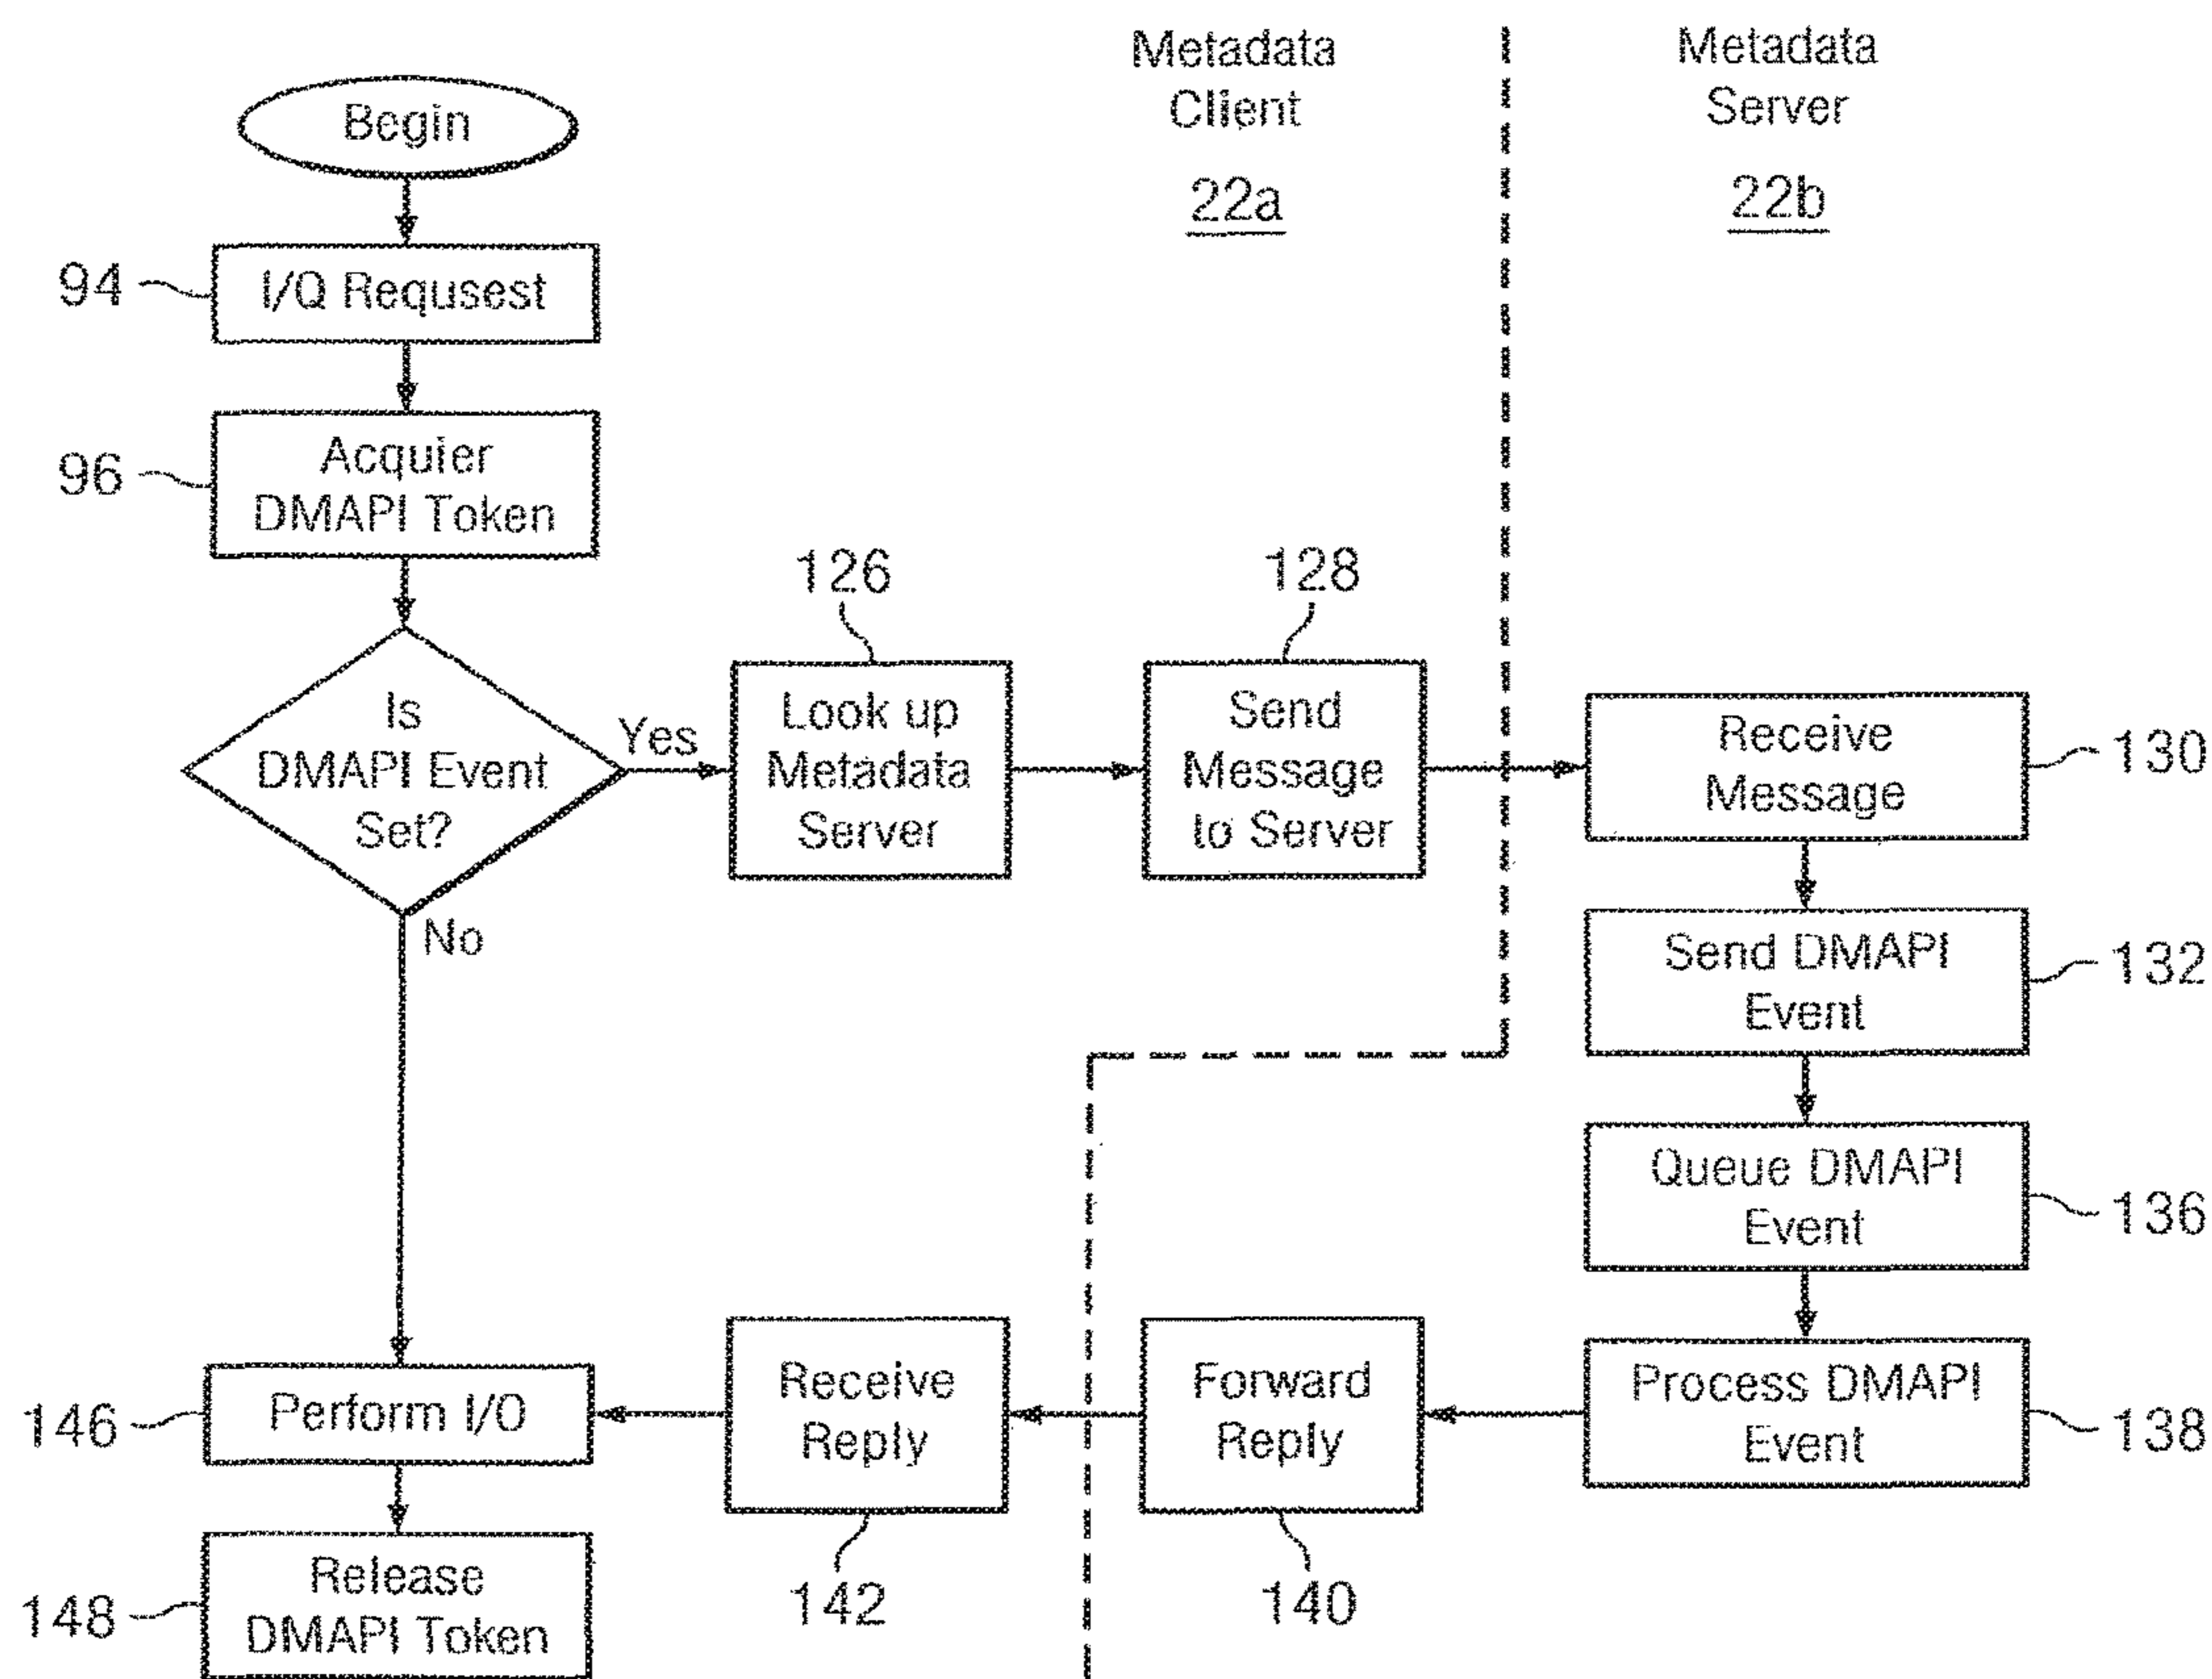 Metadata
Client
22a
Metadata
Server
22b
Begin
94
I/Q Requsest
96
Acquier
DMAPI Token
Is
DMAPI Event
Set?
Yes
No
126
Look up
Metadata
Server
128
Send
Message
to Server
Receive
Message
130
Send DMAPI
Event
132
Queue DMAPI
Event
136
Process DMAPI
Event
138
Forward
Reply
140
Receive
Reply
142
146
Perform I/O
148
Release
DMAPI Token